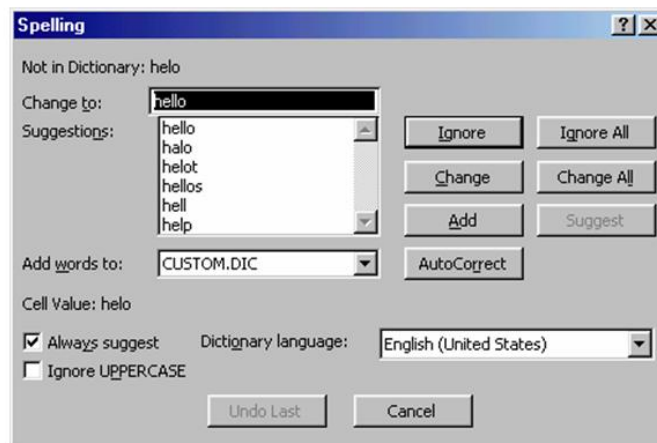 Spelling
Not in Dictionary: helo
Change to: hello
Suggestions:
hello
halo
helot
hellos
hell
help
Ignore Ignore All
Change Change All
Add Suggest
Add words to: CUSTOM.DIC AutoCorrect
Cell Value: helo
Always suggest Dictionary language: English (United States)
Ignore UPPERCASE
Undo Last Cancel